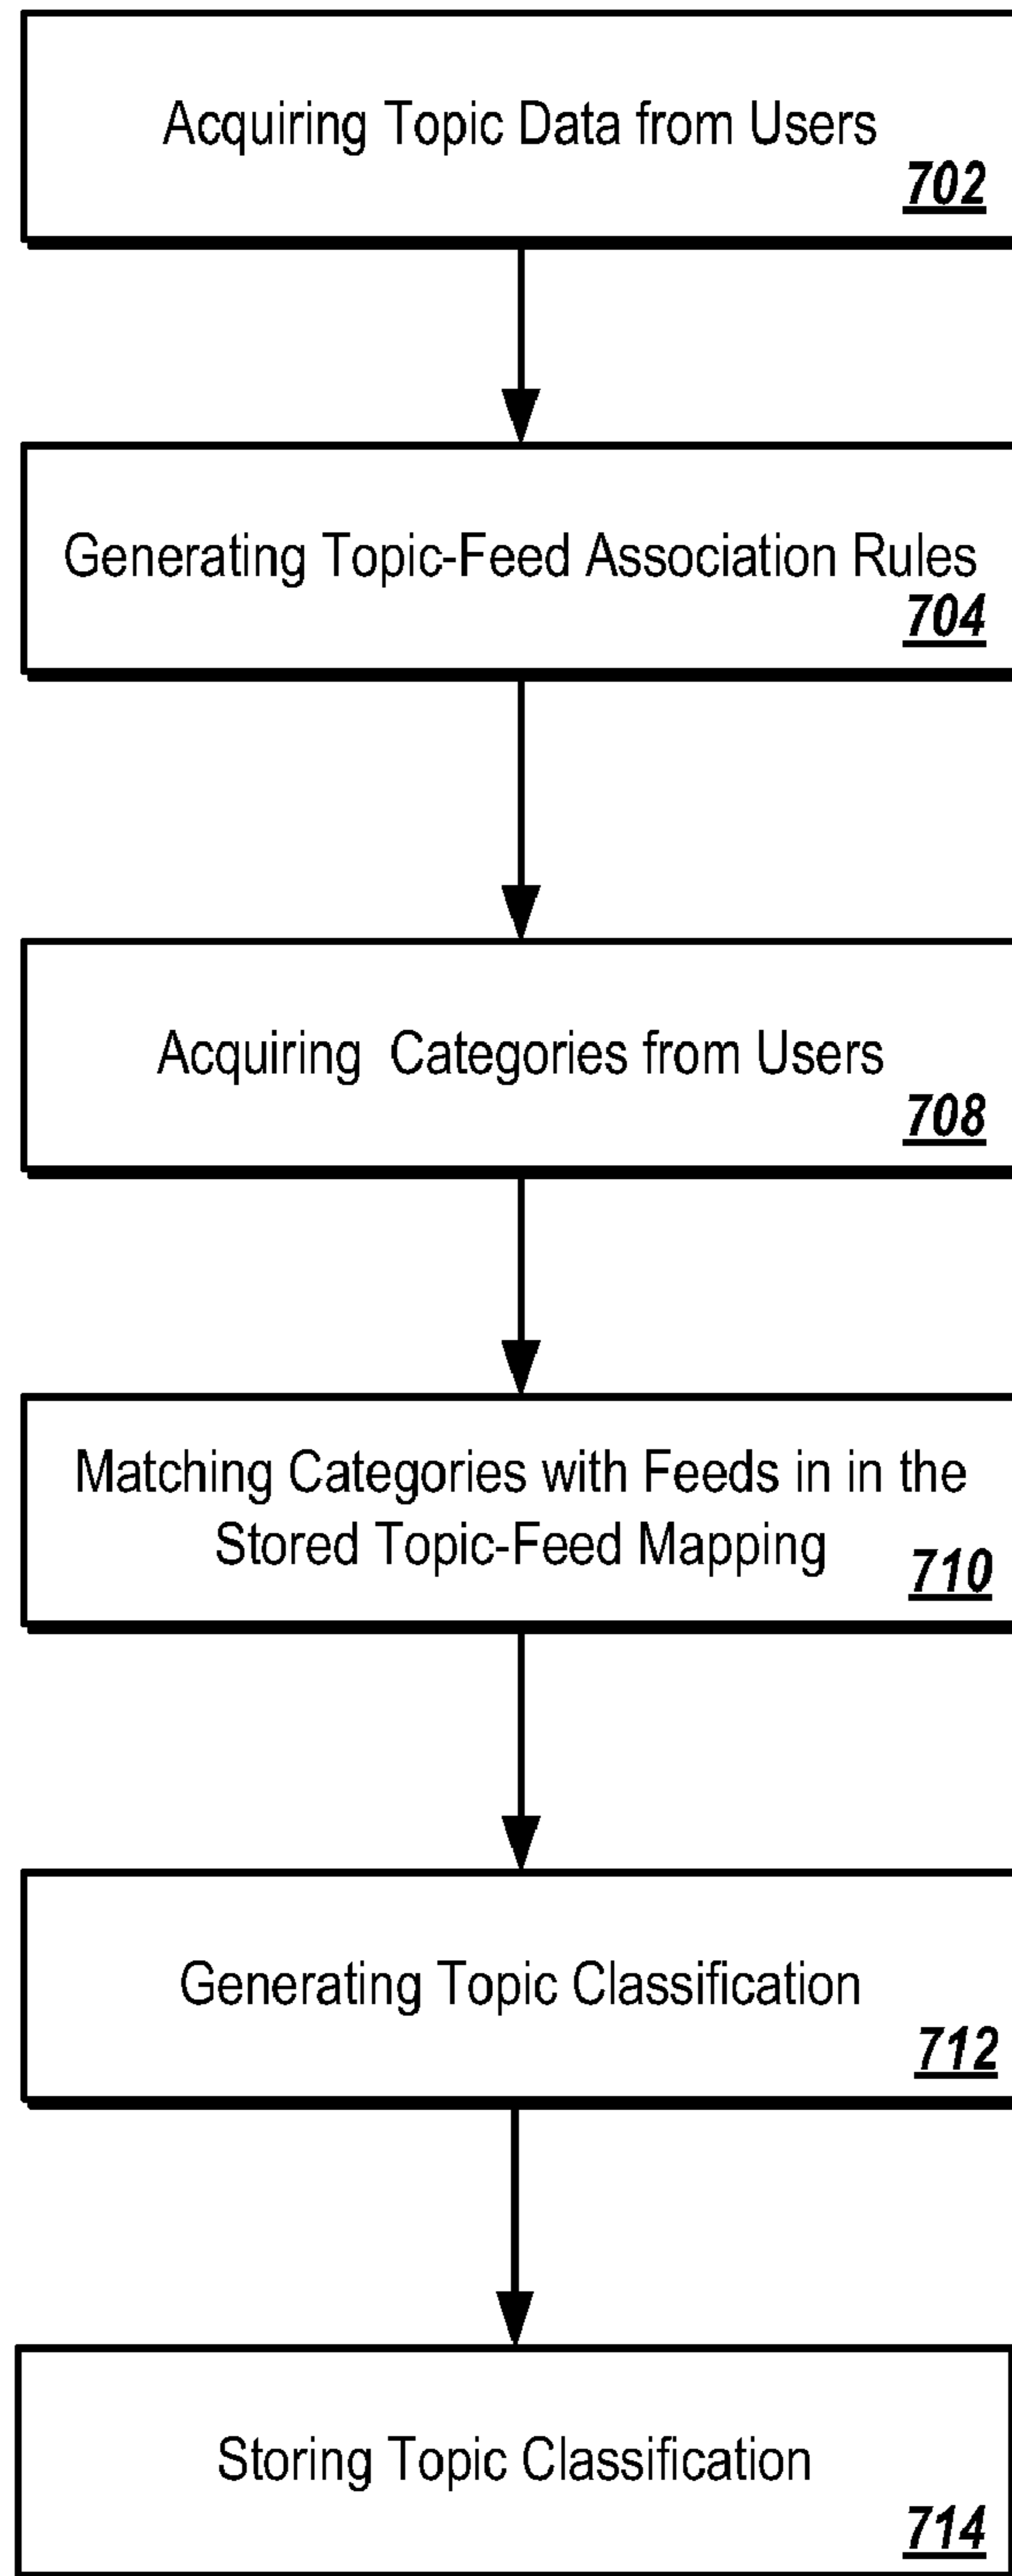 Acquiring Topic Data from Users
702
Generating Topic-Feed Association Rules
704
Acquiring Categories from Users
708
Matching Categories with Feeds in in the
Stored Topic-Feed Mapping
710
Generating Topic Classification
712
Storing Topic Classification
714